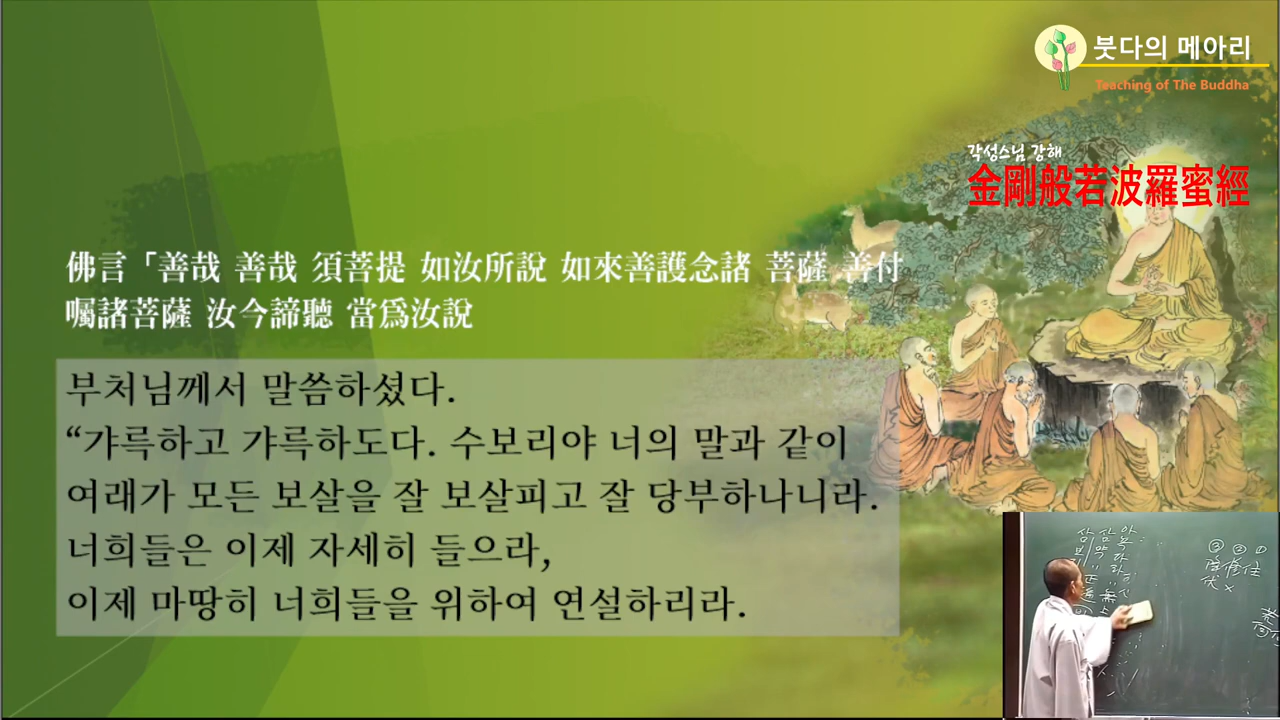 붓다의 메아리
Teaching of The Buddha
각성스님 강해
金剛般若波羅蜜經
佛言「善哉 善哉 須菩提 如汝所說 如來善護念諸 菩薩 善付
囑諸菩薩 汝今諦聽 當爲汝說
부처님께서 말씀하셨다.
“갸륵하고 갸륵하도다. 수보리야 너의 말과 같이
여래가 모든 보살을 잘 보살피고 잘 당부하나니라.
너희들은 이제 자세히 들으라,
이제 마땅히 너희들을 위하여 연설하리라.